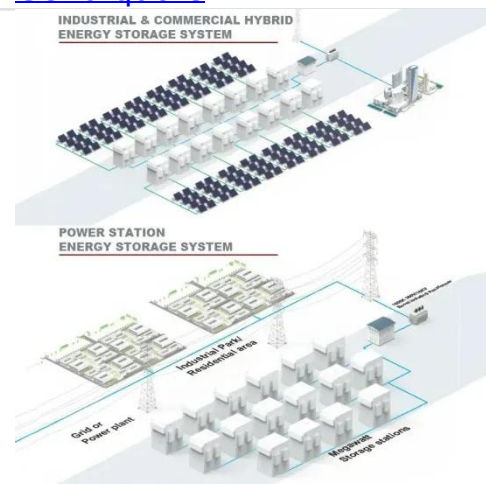 INDUSTRIAL & COMMERCIAL HYBRID
ENERGY STORAGE SYSTEM
POWER STATION
ENERGY STORAGE SYSTEM
Industrial Park/
Residential area
Grid or
Power plant
Megawatt
Storage stations